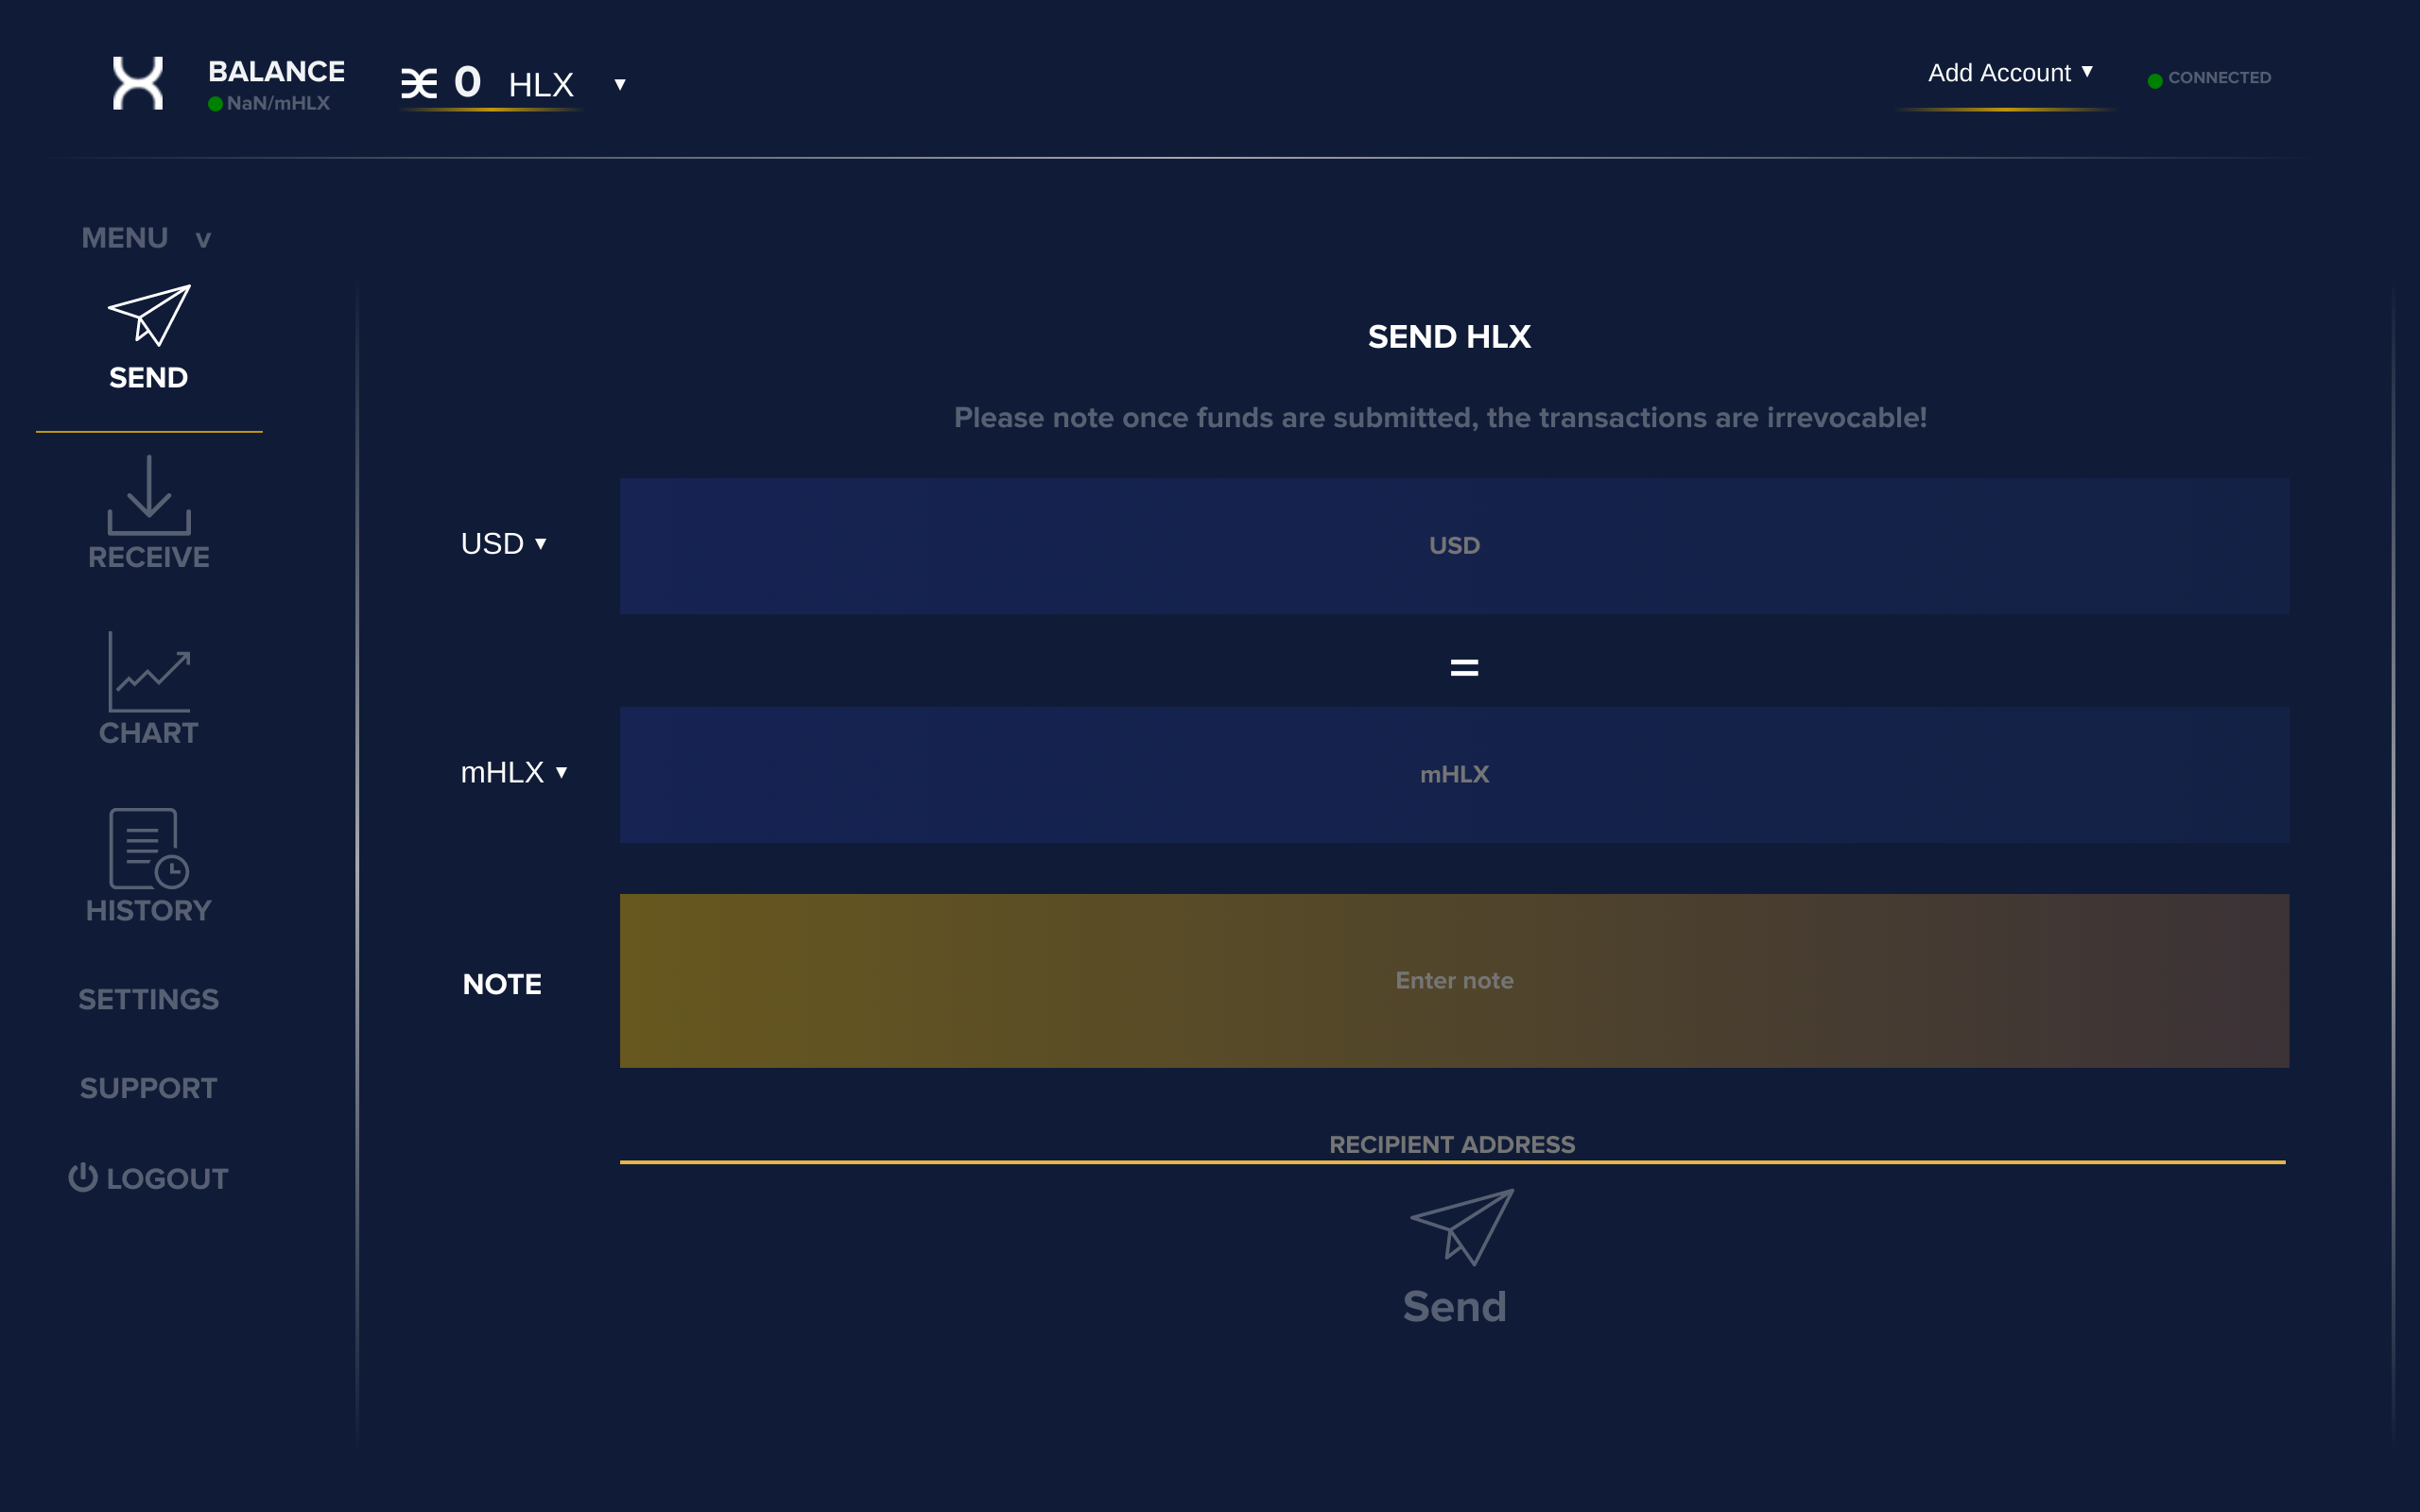 BALANCE
NaN/mHLX
0 HLX ▼
Add Account ▼
CONNECTED
MENU v
SEND
RECEIVE
CHART
HISTORY
SETTINGS
SUPPORT
LOGOUT
SEND HLX
Please note once funds are submitted, the transactions are irrevocable!
USD ▼
USD
=
mHLX ▼
mHLX
NOTE
Enter note
RECIPIENT ADDRESS
Send